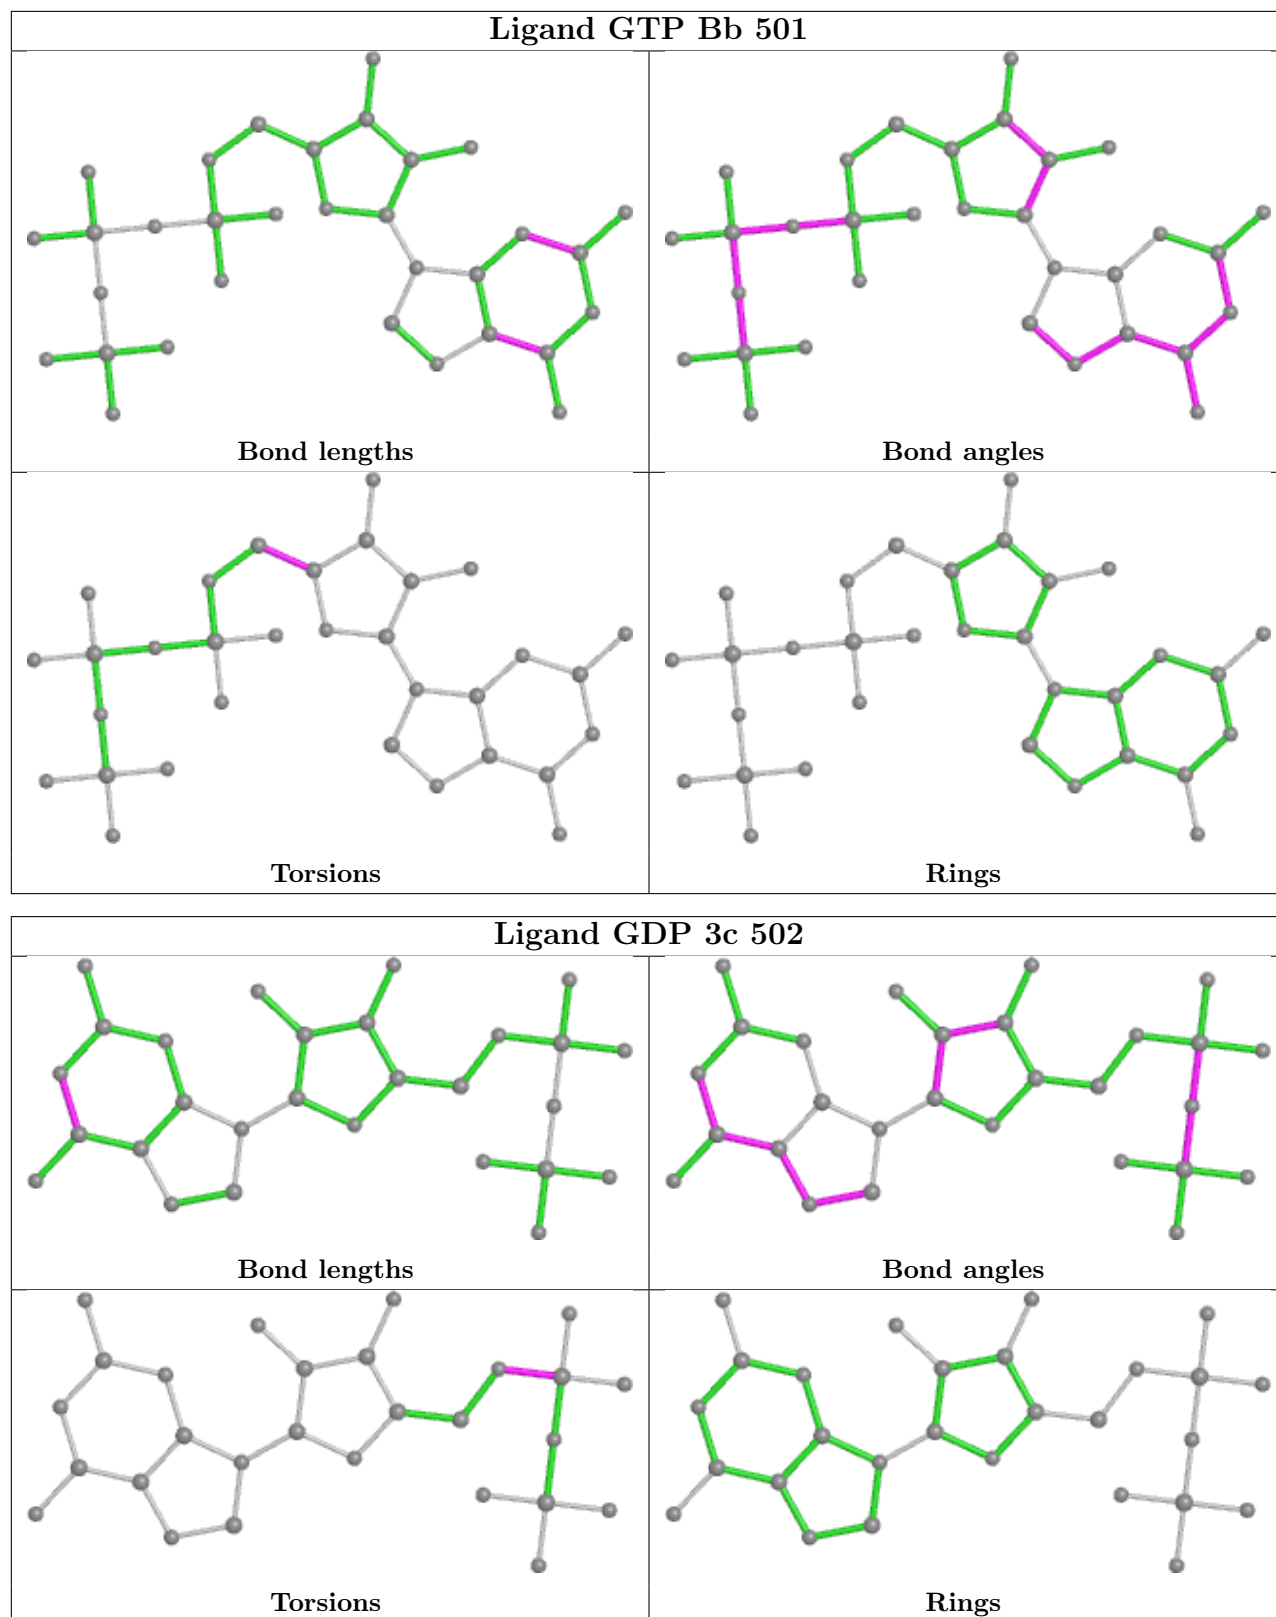 Ligand GTP Bb 501
Bond lengths
Bond angles
Torsions
Rings
Ligand GDP 3c 502
Bond lengths
Bond angles
Torsions
Rings